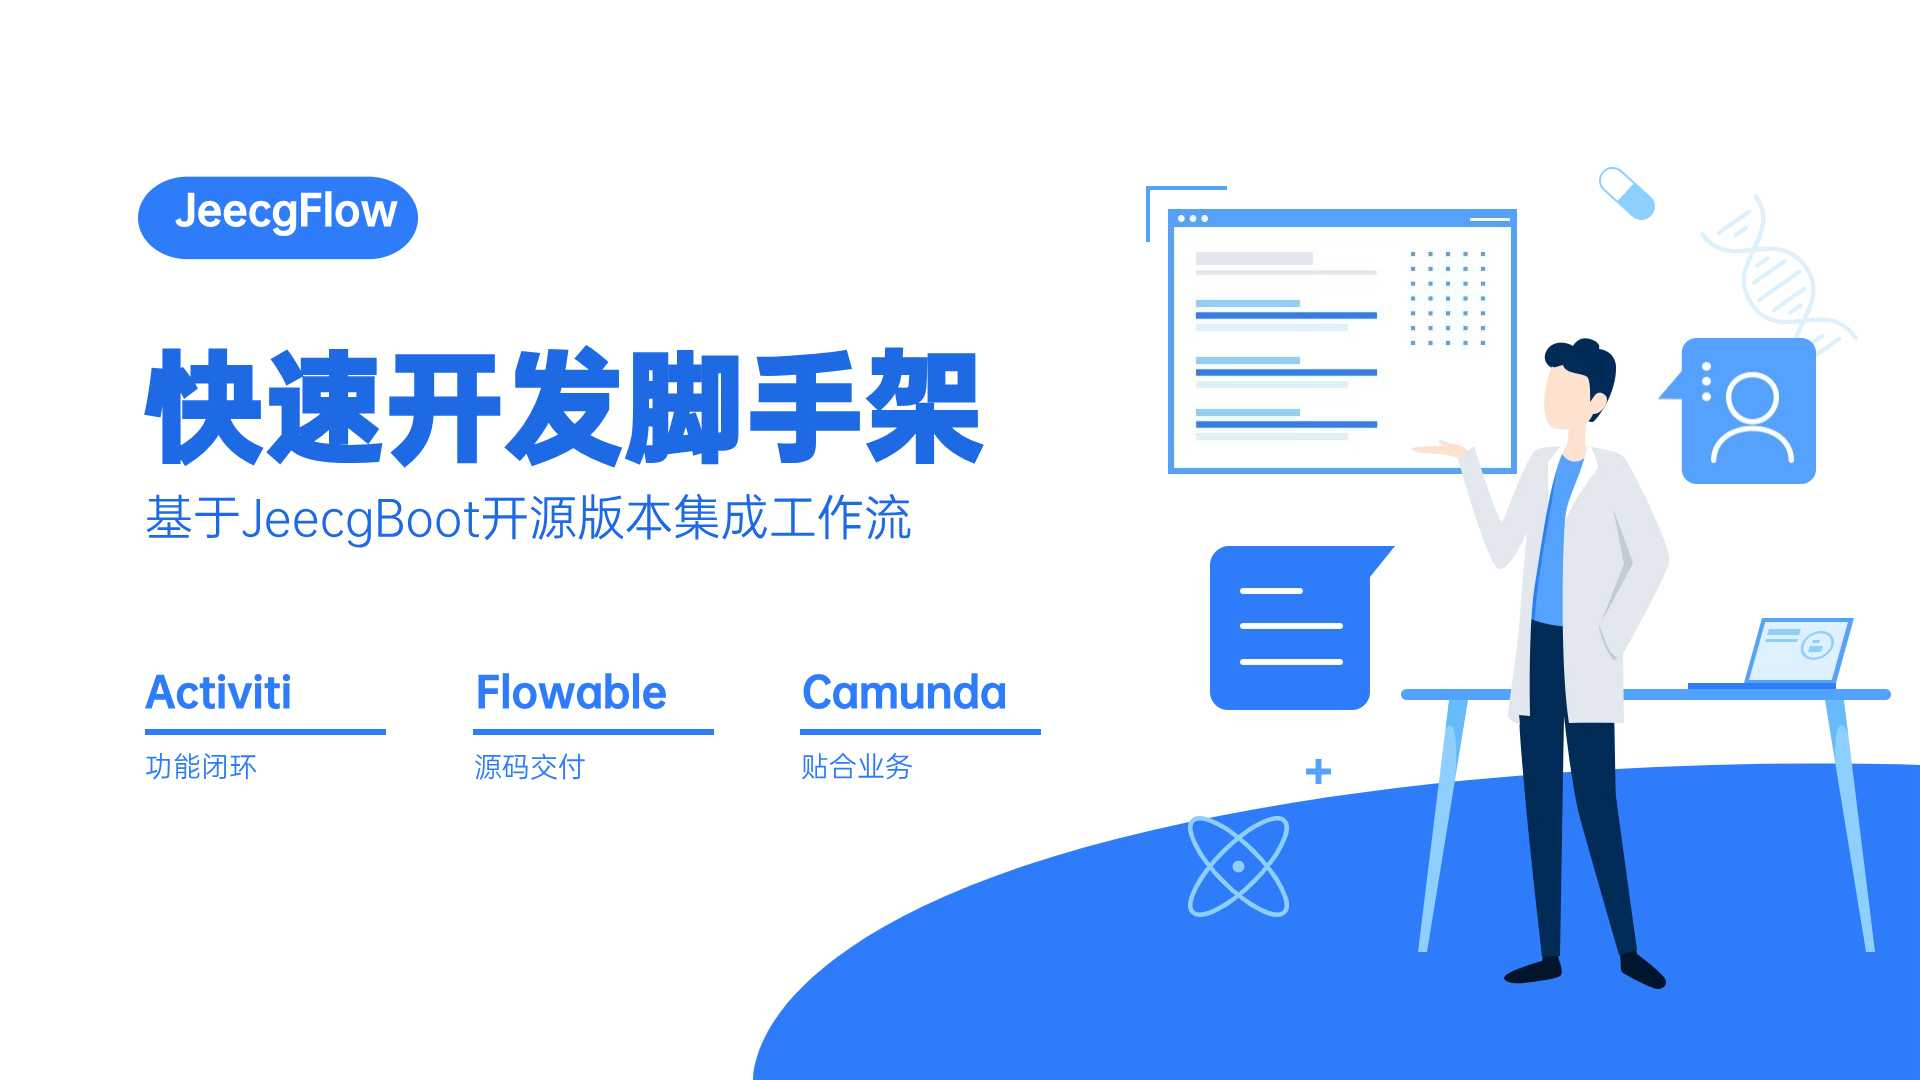 JeecgFlow
快速开发脚手架
基于JeecgBoot开源版本集成工作流
Activiti
功能闭环
Flowable
源码交付
Camunda
贴合业务